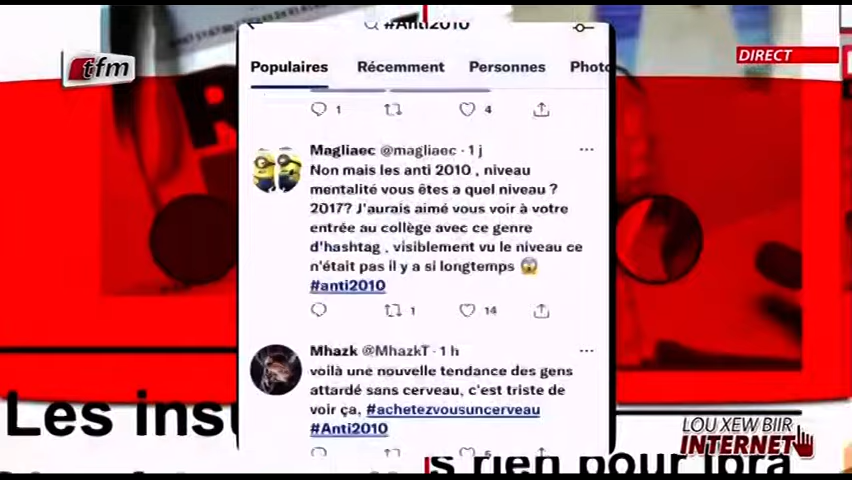 #Anti2010
Populaires Récemment Personnes Photo
1 4
tfm
DIRECT
Magliaec @magliaec · 1 j
Non mais les anti 2010 , niveau
mentalité vous êtes a quel niveau ?
2017? J'aurais aimé vous voir à votre
entrée au collège avec ce genre
d'hashtag , visiblement vu le niveau ce
n'était pas il y a si longtemps 😱
#anti2010
1 14
Mhazk @MhazkT · 1 h
voilà une nouvelle tendance des gens
attardé sans cerveau, c'est triste de
voir ça, #achetezvousuncerveau
#Anti2010
5
Les ins
s rien pour
LOU XEW BIIR
INTERNET